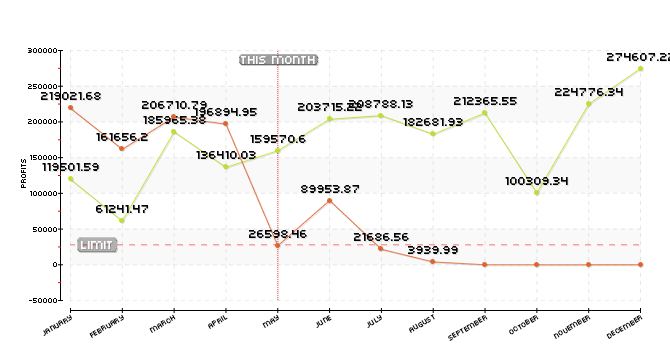 300000
THIS MONTH
274607.22
250000
219021.68
206710.79
196894.95
203715.22
208788.13
212365.55
224776.34
200000
161656.2
185965.38
159570.6
182681.93
150000
119501.59
136410.03
PROFITS
100000
61241.47
89953.87
100309.34
50000
LIMIT
26598.46
21686.56
3939.99
0
-50000
JANUARY
FEBRUARY
MARCH
APRIL
MAY
JUNE
JULY
AUGUST
SEPTEMBER
OCTOBER
NOVEMBER
DECEMBER